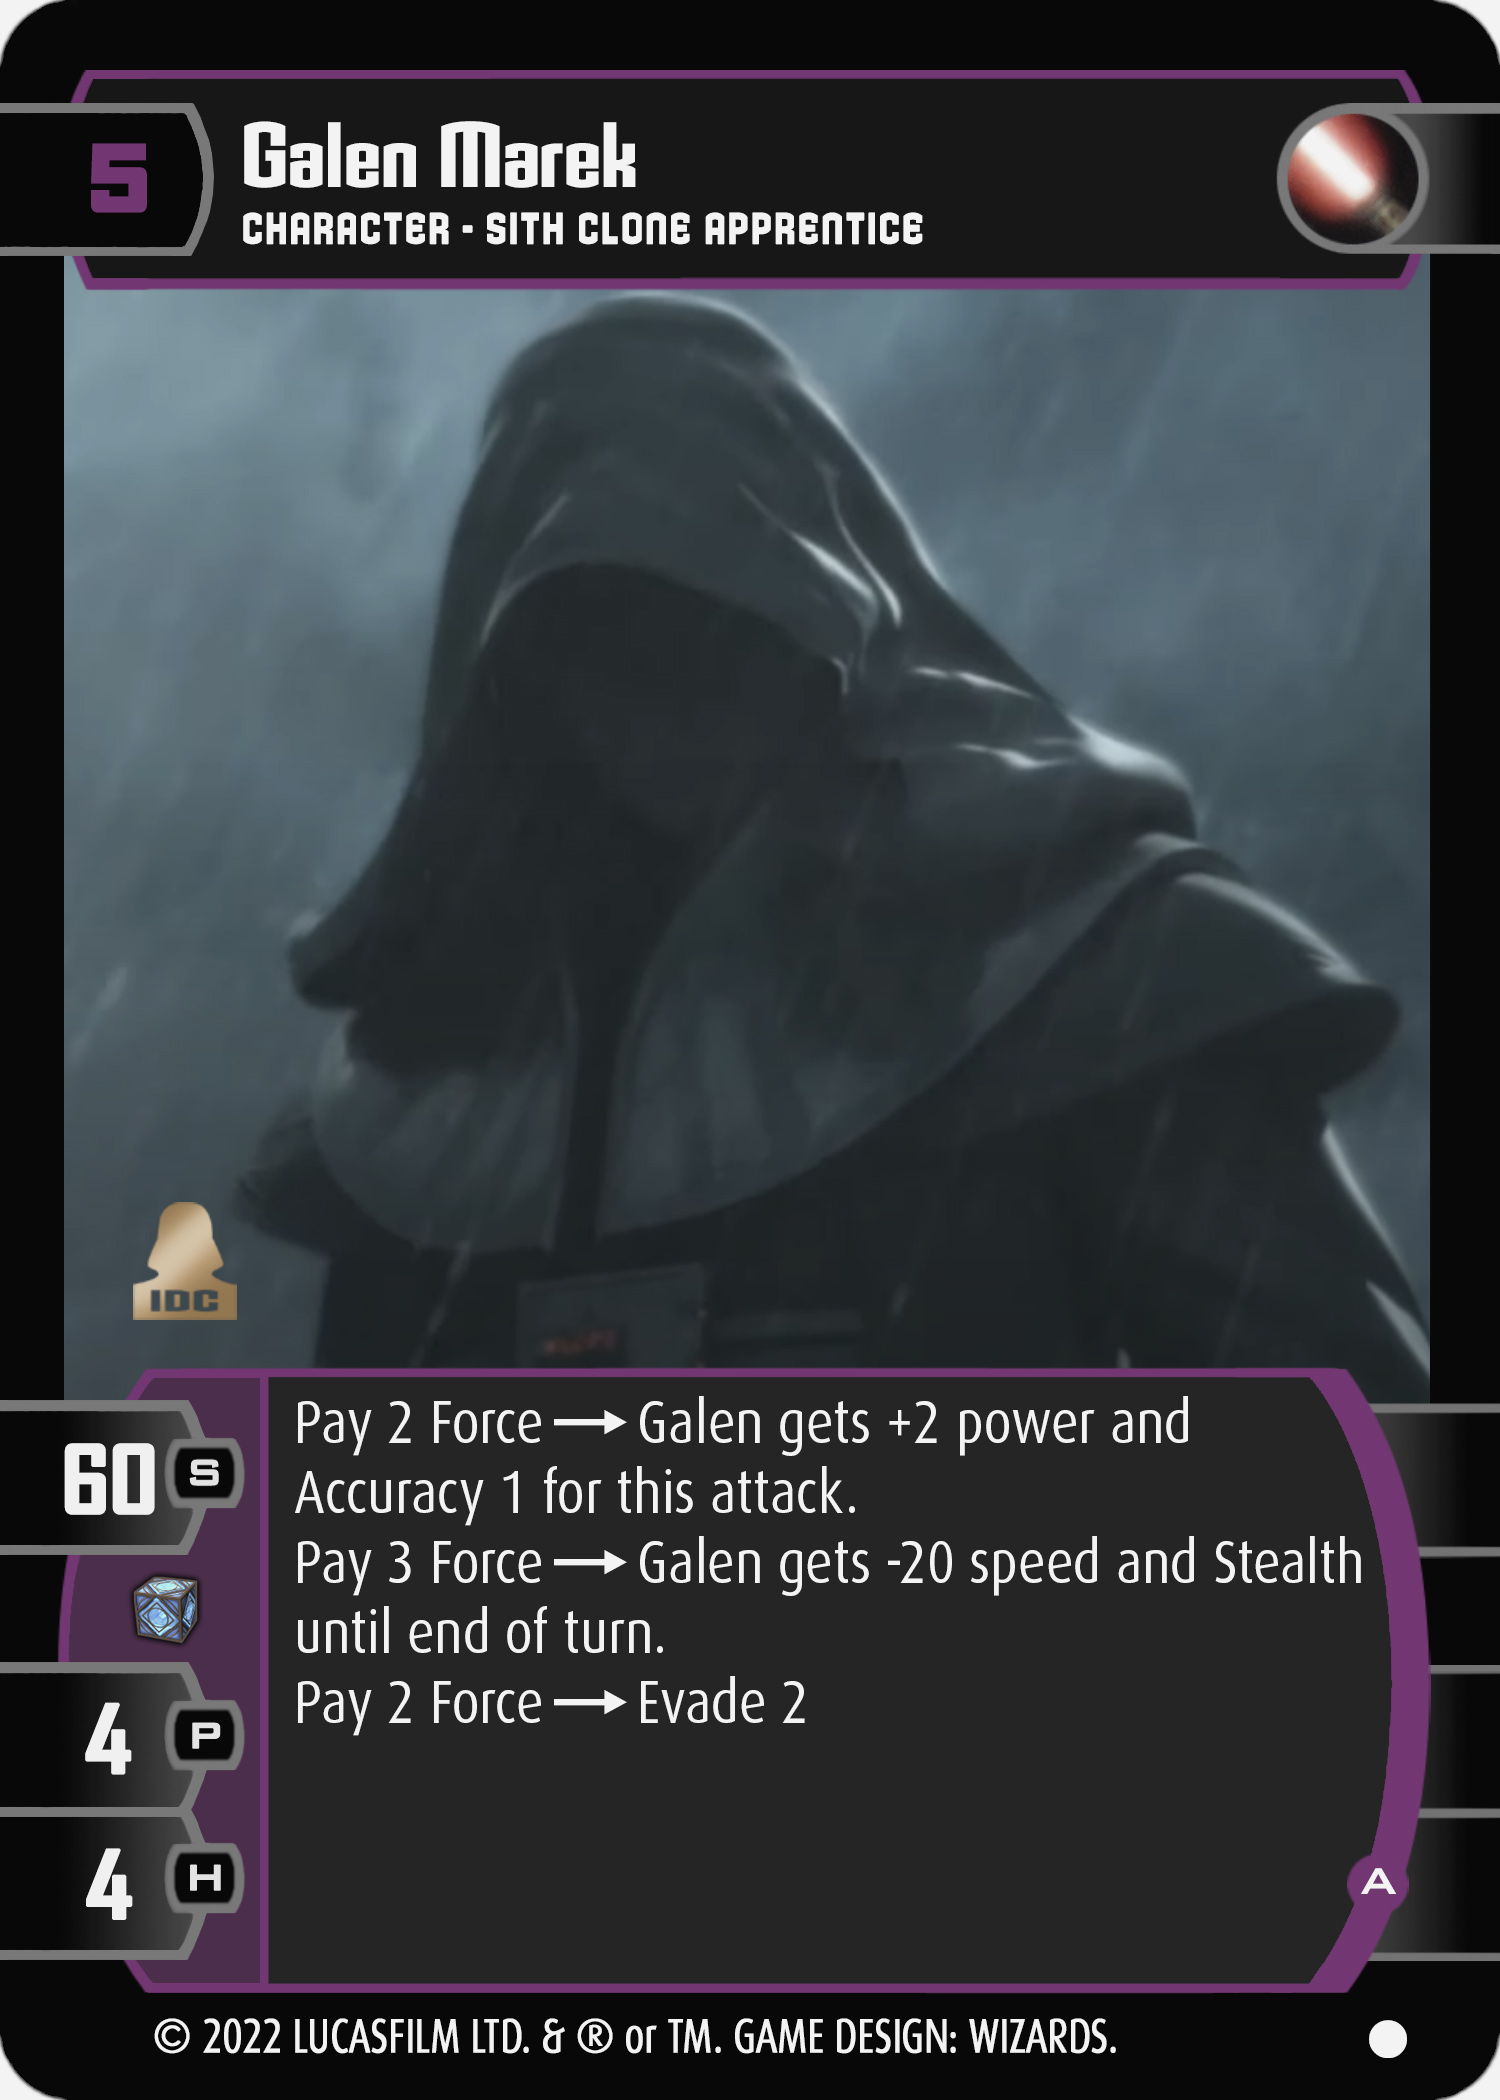 5
Galen Marek
CHARACTER - SITH CLONE APPRENTICE
IDC
60 S
4 P
4 H
Pay 2 Force → Galen gets +2 power and
Accuracy 1 for this attack.
Pay 3 Force → Galen gets -20 speed and Stealth
until end of turn.
Pay 2 Force → Evade 2
A
© 2022 LUCASFILM LTD. & ® or TM. GAME DESIGN: WIZARDS.